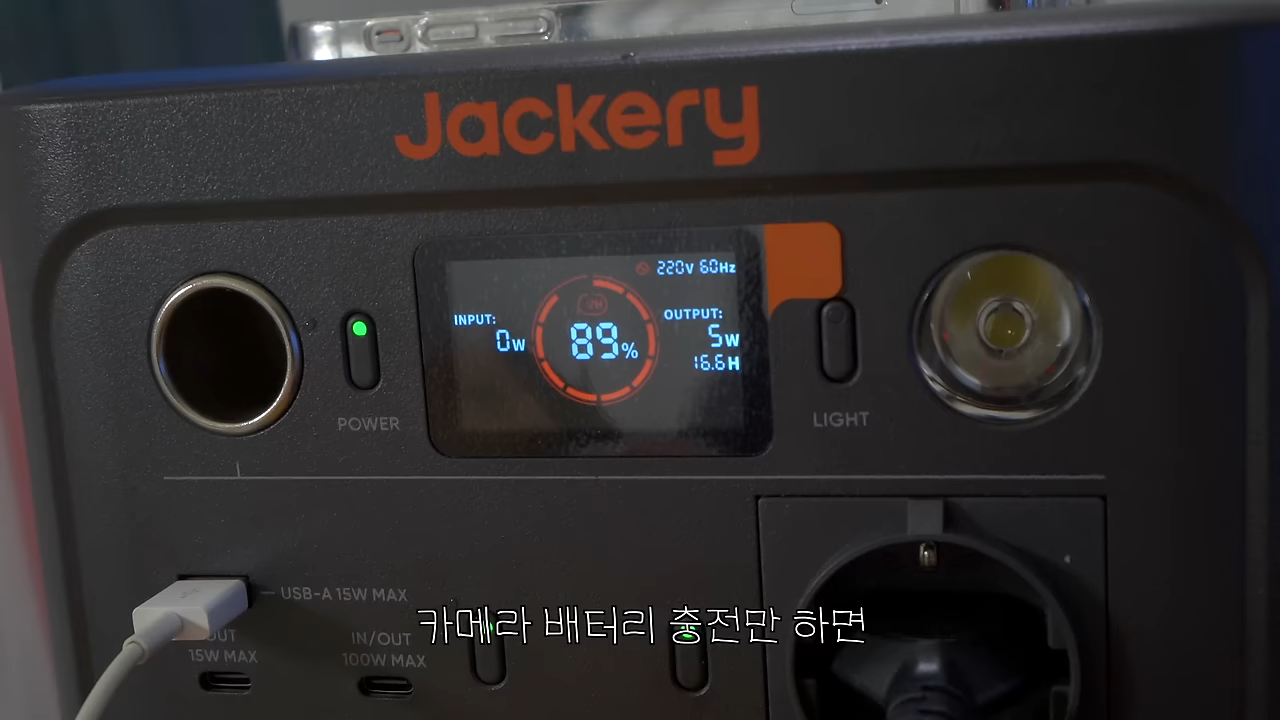 Jackery
220V 60Hz
INPUT:
0W
89%
OUTPUT:
5W
16.6H
POWER
LIGHT
USB-A 15W MAX
OUT
15W MAX
IN/OUT
100W MAX
카메라 배터리 충전만 하면